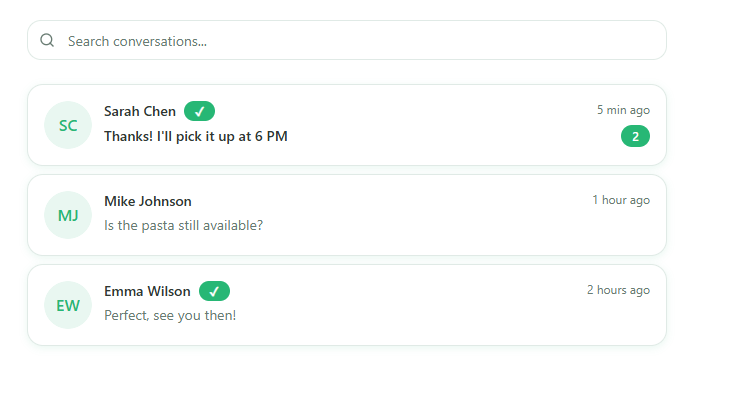 Search conversations...
SC
Sarah Chen ✓
5 min ago
Thanks! I'll pick it up at 6 PM
2
MJ
Mike Johnson
1 hour ago
Is the pasta still available?
EW
Emma Wilson ✓
2 hours ago
Perfect, see you then!